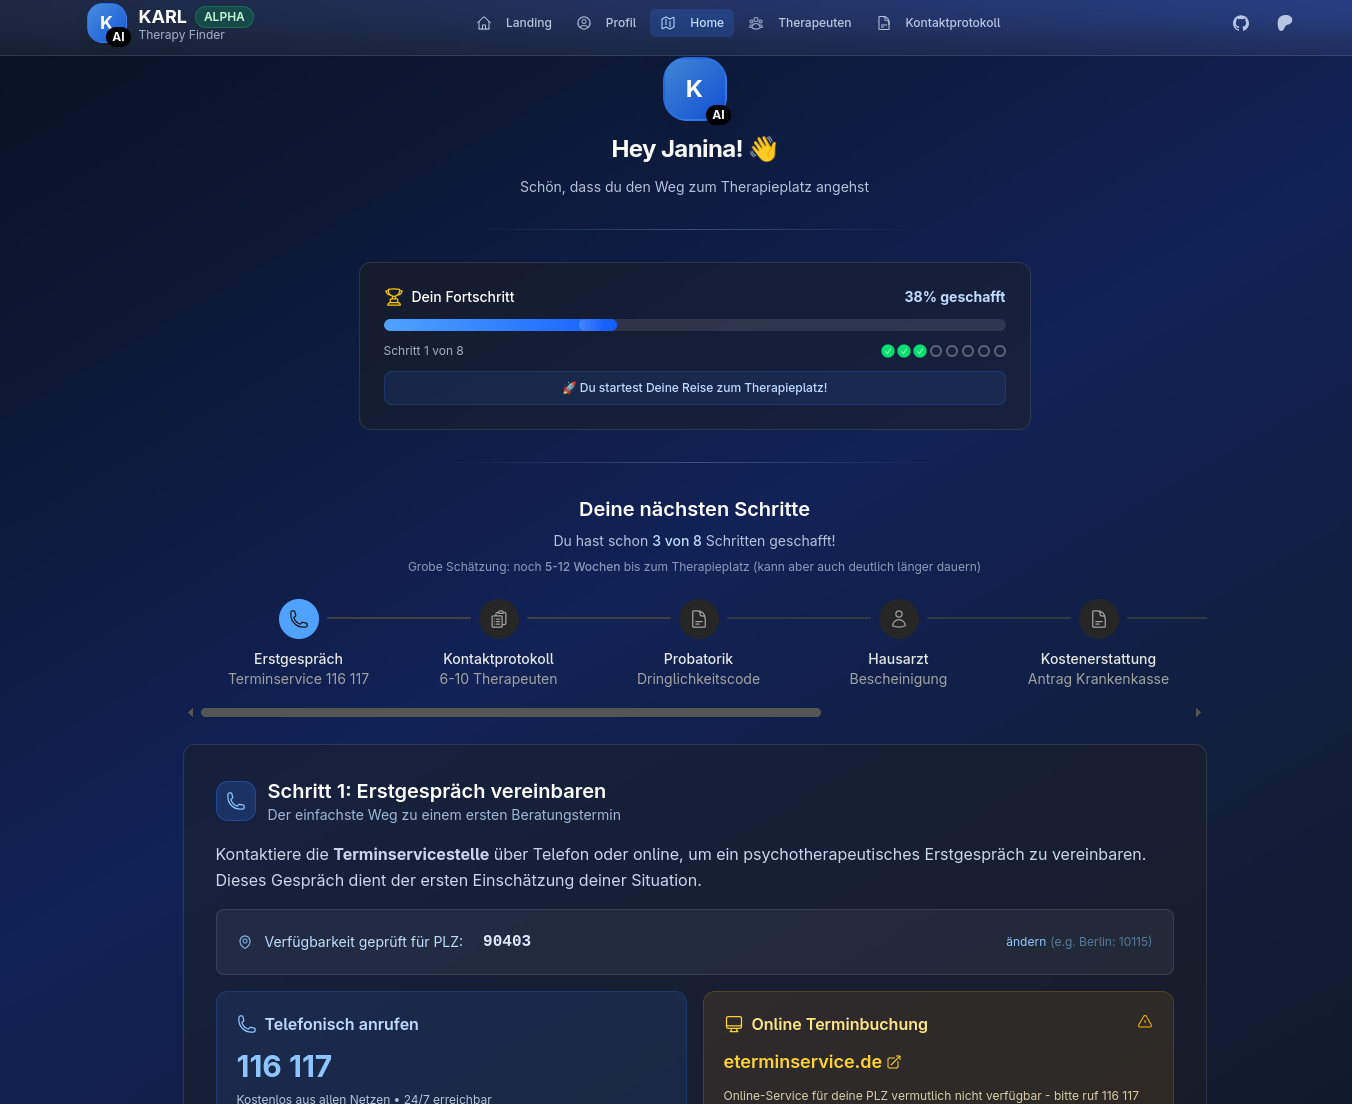 K
AI
KARL ALPHA
Therapy Finder
Landing Profil Home Therapeuten Kontaktprotokoll
K
AI
Hey Janina! 👋
Schön, dass du den Weg zum Therapieplatz angehst
Dein Fortschritt 38% geschafft
Schritt 1 von 8
🚀 Du startest Deine Reise zum Therapieplatz!
Deine nächsten Schritte
Du hast schon 3 von 8 Schritten geschafft!
Grobe Schätzung: noch 5-12 Wochen bis zum Therapieplatz (kann aber auch deutlich länger dauern)
Erstgespräch Kontaktprotokoll Probatorik Hausarzt Kostenerstattung
Terminservice 116 117 6-10 Therapeuten Dringlichkeitscode Bescheinigung Antrag Krankenkasse
Schritt 1: Erstgespräch vereinbaren
Der einfachste Weg zu einem ersten Beratungstermin
Kontaktiere die Terminservicestelle über Telefon oder online, um ein psychotherapeutisches Erstgespräch zu vereinbaren.
Dieses Gespräch dient der ersten Einschätzung deiner Situation.
Verfügbarkeit geprüft für PLZ: 90403 ändern (e.g. Berlin: 10115)
Telefonisch anrufen
116 117
Kostenlos aus allen Netzen • 24/7 erreichbar
Online Terminbuchung
eterminservice.de
Online-Service für deine PLZ vermutlich nicht verfügbar - bitte ruf 116 117